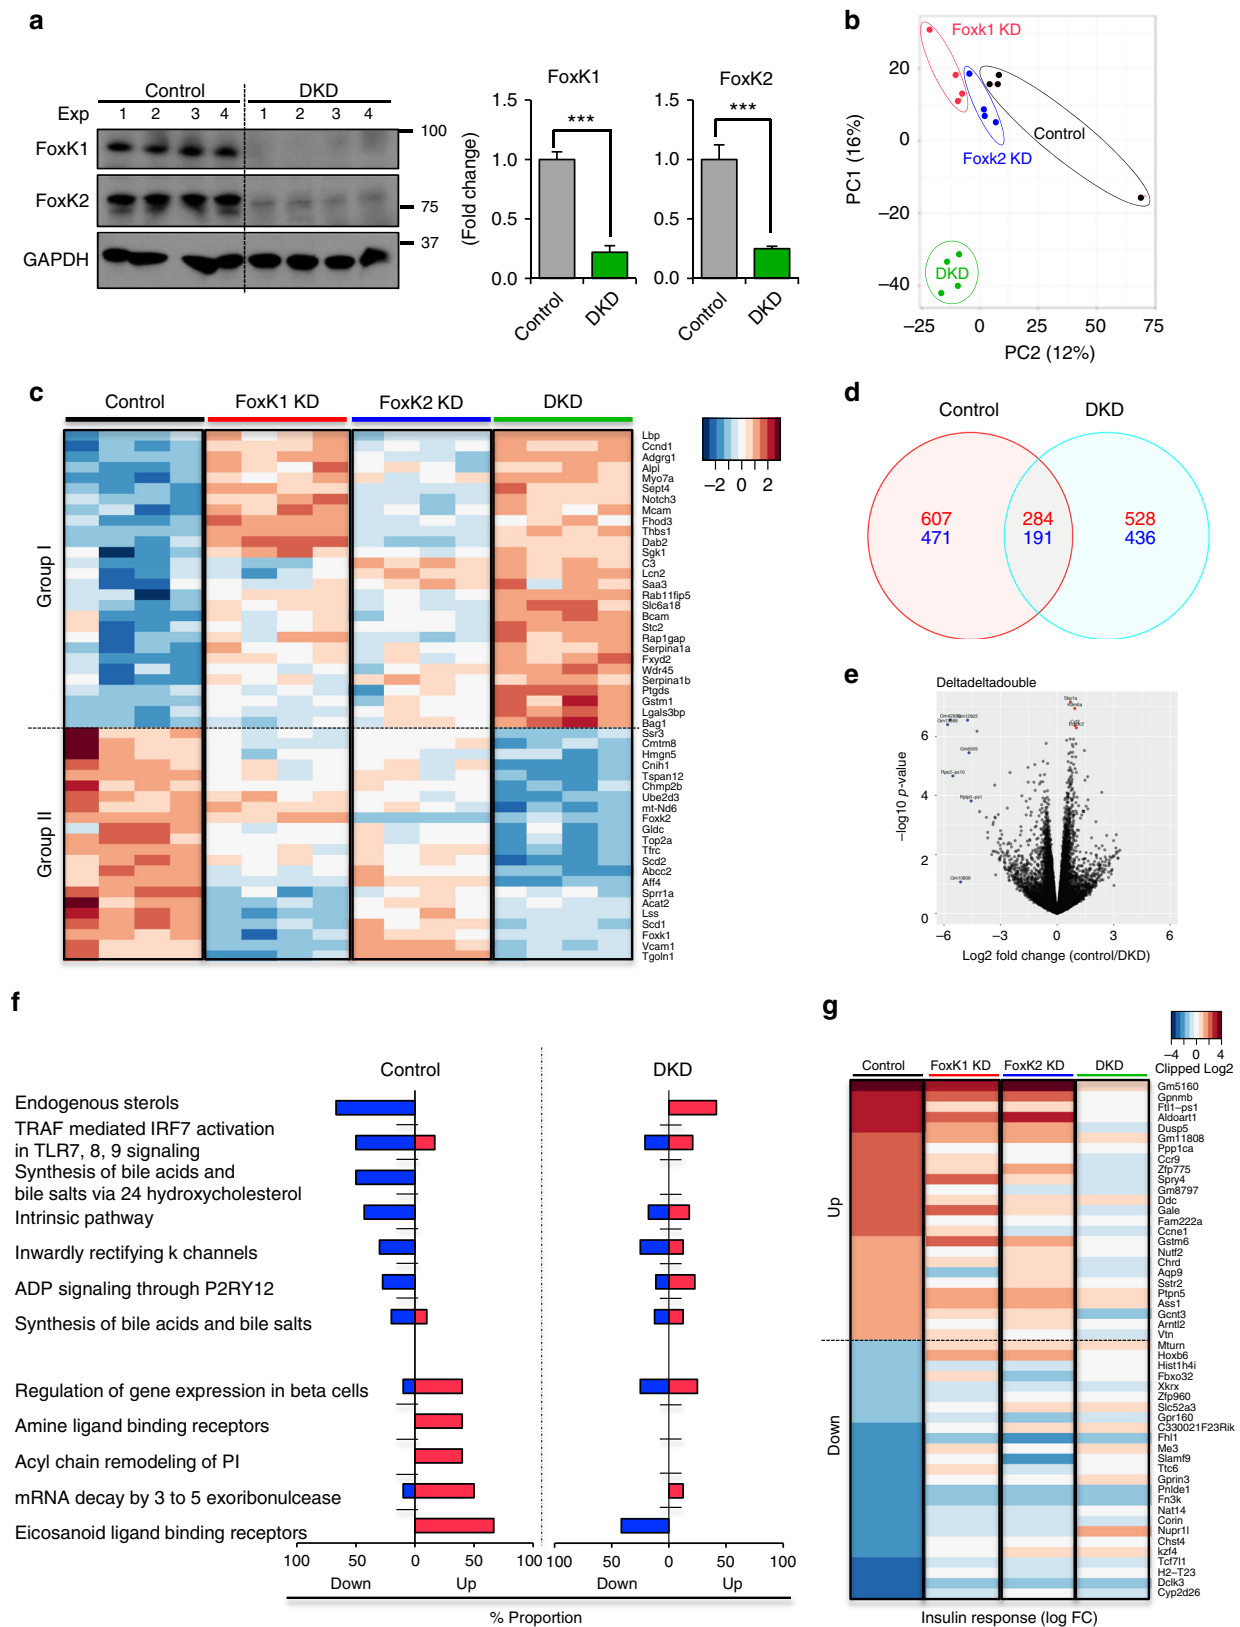 a
Control DKD
Exp 1 2 3 4 1 2 3 4
FoxK1
FoxK2
GAPDH
100
75
37
FoxK1
(Fold change)
1.5
1.0
0.5
0.0
***
Control
DKD
FoxK2
1.5
1.0
0.5
0.0
***
Control
DKD
b
Foxk1 KD
Foxk2 KD
Control
DKD
PC1 (16%)
20
0
−20
−40
−25 0 25 50 75
PC2 (12%)
c
Control FoxK1 KD FoxK2 KD DKD
−2 0 2
Group I
Group II
Lbp
Ccnd1
Adgrg1
Alpl
Myo7a
Sept4
Notch3
Mcam
Fhod3
Thbs1
Dab2
Sgk1
C3
Lcn2
Saa3
Rab11fip5
Slc6a18
Bcam
Stc2
Rap1gap
Serpina1a
Fxyd2
Wdr45
Serpina1b
Ptgds
Gstm1
Lgals3bp
Bag1
Ssr3
Cmtm8
Hmgn5
Cnih1
Tspan12
Chmp2b
Ube2d3
mt-Nd6
Foxk2
Gldc
Top2a
Tfrc
Scd2
Abcc2
Aff4
Sprr1a
Acat2
Lss
Scd1
Foxk1
Vcam1
Tgoln1
d
Control DKD
607 284 528
471 191 436
e
Deltadeltadouble
−log10 p-value
6
4
2
0
Gm6505
Rps2−ps10
Rplp0−ps1
Gm10800
−6 −3 0 3 6
Log2 fold change (control/DKD)
f
Control DKD
Endogenous sterols
TRAF mediated IRF7 activation
in TLR7, 8, 9 signaling
Synthesis of bile acids and
bile salts via 24 hydroxycholesterol
Intrinsic pathway
Inwardly rectifying k channels
ADP signaling through P2RY12
Synthesis of bile acids and bile salts
Regulation of gene expression in beta cells
Amine ligand binding receptors
Acyl chain remodeling of PI
mRNA decay by 3 to 5 exoribonulcease
Eicosanoid ligand binding receptors
100 50 0 50 100
Down Up
100 50 0 50 100
Down Up
% Proportion
g
−4 0 4
Clipped Log2
Control FoxK1 KD FoxK2 KD DKD
Up
Down
Gm5160
Gpnmb
Ftl1−ps1
Aldoart1
Dusp5
Gm11808
Ppp1ca
Ccr9
Zfp775
Spry4
Gm8797
Ddc
Gale
Fam222a
Ccne1
Gstm6
Nutf2
Chrd
Aqp9
Sstr2
Ptpn5
Ass1
Gcnt3
Arntl2
Vtn
Mturn
Hoxb6
Hist1h4i
Fbxo32
Xkrx
Zfp960
Slc52a3
Gpr160
C330021F23Rik
Fhl1
Me3
Slamf9
Ttc6
Gprin3
Pnlde1
Fn3k
Nat14
Corin
Nupr1l
Chst4
kzf4
Tcf7l1
H2−T23
Dclk3
Cyp2d26
Insulin response (log FC)